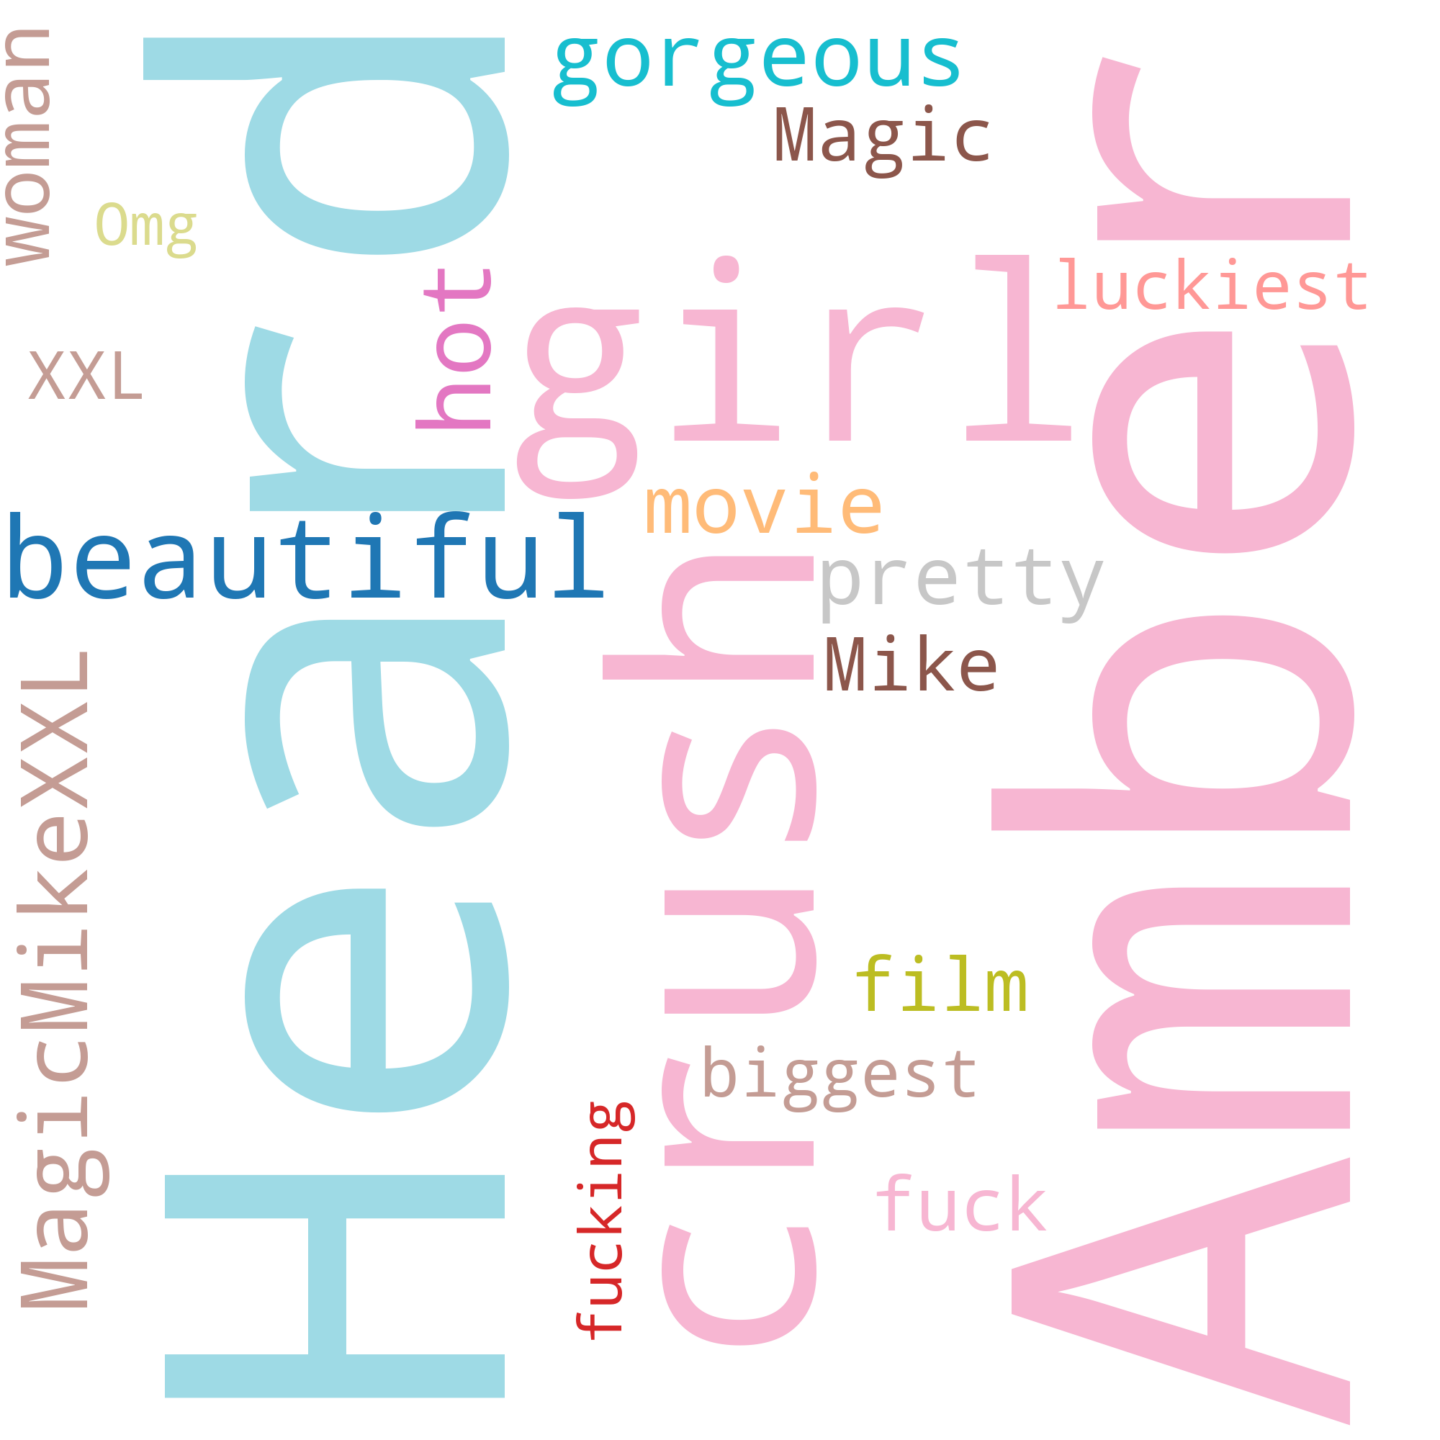 woman
Heard
gorgeous
Magic
Omg
hot
girl
luckiest
Amber
XXL
beautiful
movie
pretty
crush
Mike
MagicMikeXXL
film
biggest
fucking
fuck